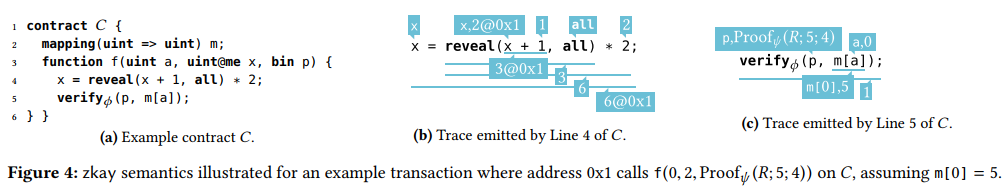 1 contract C {
2 mapping(uint => uint) m;
3 function f(uint a, uint@me x, bin p) {
4 x = reveal(x + 1, all) * 2;
5 verifyϕ(p, m[a]);
6 } }
(a) Example contract C.
x x,2@0x1 1 all 2
x = reveal(x + 1, all) * 2;
3@0x1 3
6
6@0x1
(b) Trace emitted by Line 4 of C.
p,Proofψ(R; 5; 4) a,0
verifyϕ(p, m[a]);
m[0],5 1
(c) Trace emitted by Line 5 of C.
Figure 4: zkay semantics illustrated for an example transaction where address 0x1 calls f(0, 2, Proofψ(R; 5; 4)) on C, assuming m[0] = 5.